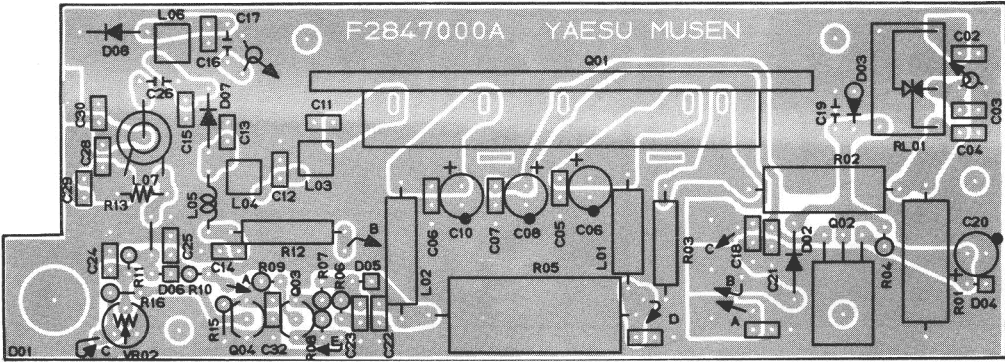 L06
C17
F2847000A YAESU MUSEN
C02
D08
C16
Q01
D03
C26
D07
C30
C15
C13
C11
C19
C03
RL01
C04
C28
C29
L07
R13
L05
L04
C12
L03
R02
C06
C10
C07
C08
C05
C06
C20
C24
R11
C25
C14
R12
B
L02
R05
L01
R03
C
C18
C21
D02
Q02
R04
R01
D04
D06
R10
A
R09
Q03
R07
R06
D05
B
A
D
R16
R15
Q04
C32
R08
E
C23
C22
D01
C
VR02